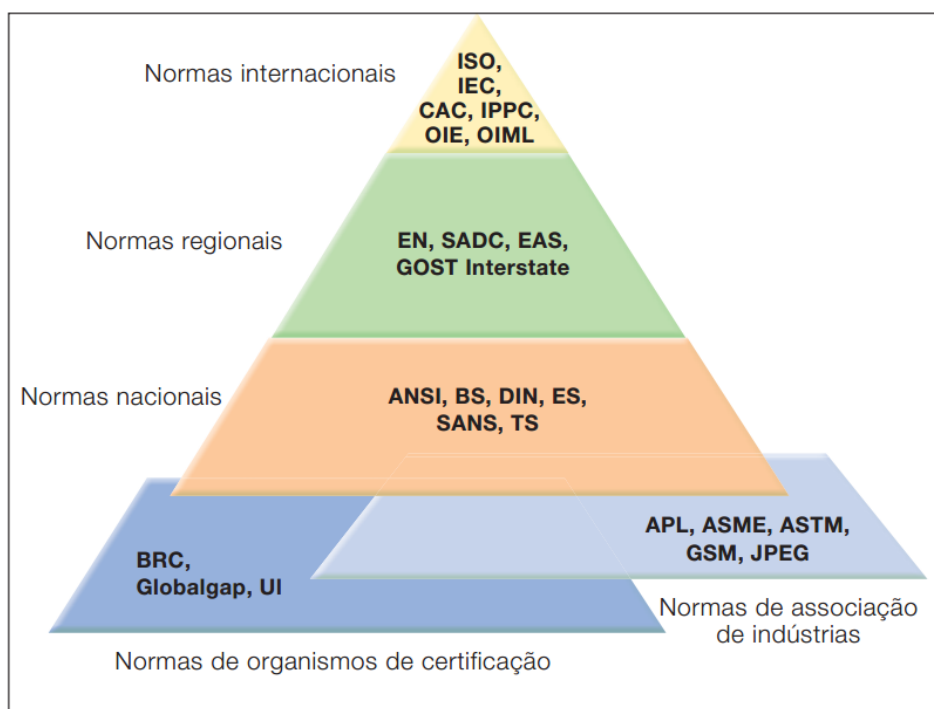 Normas internacionais
ISO,
IEC,
CAC, IPPC,
OIE, OIML
Normas regionais
EN, SADC, EAS,
GOST Interstate
Normas nacionais
ANSI, BS, DIN, ES,
SANS, TS
APL, ASME, ASTM,
GSM, JPEG
BRC,
Globalgap, UI
Normas de associação
de indústrias
Normas de organismos de certificação